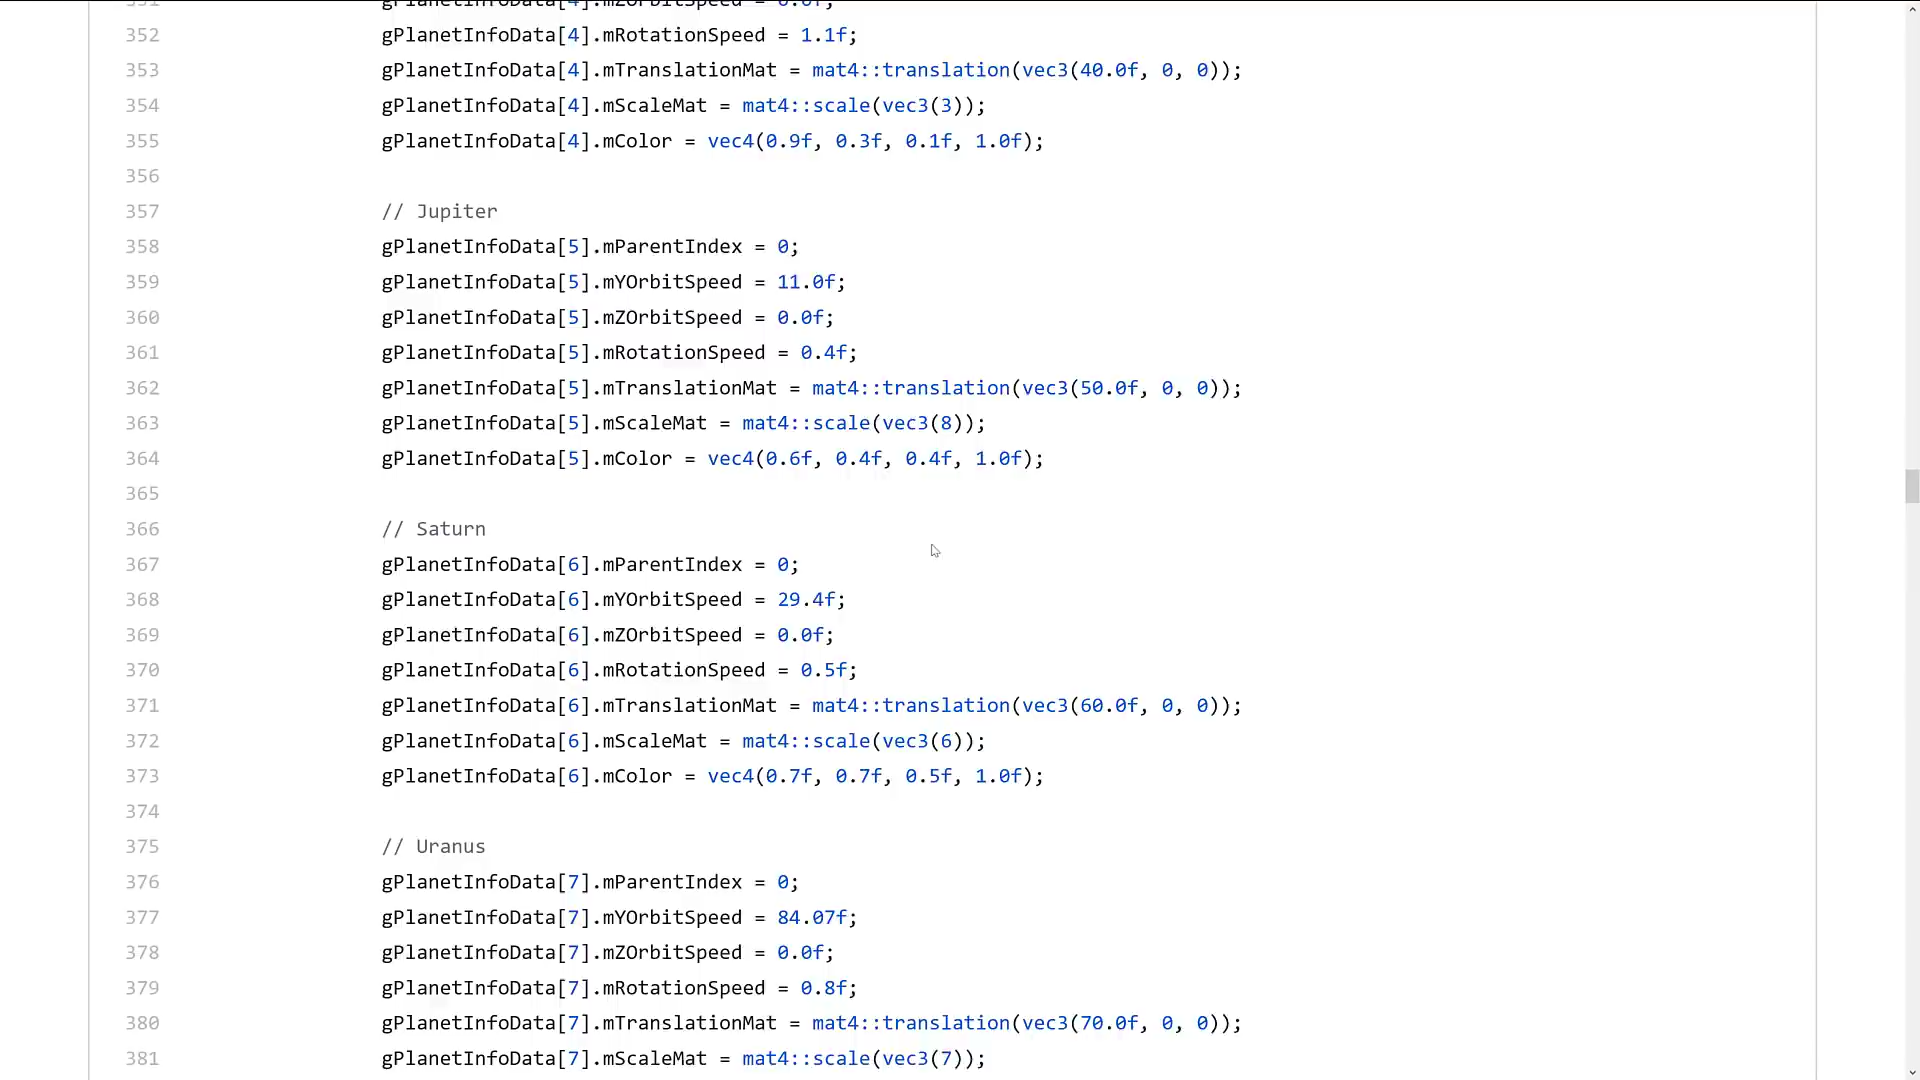 351 gPlanetInfoData[4].mZOrbitSpeed = 0.0f;
352 gPlanetInfoData[4].mRotationSpeed = 1.1f;
353 gPlanetInfoData[4].mTranslationMat = mat4::translation(vec3(40.0f, 0, 0));
354 gPlanetInfoData[4].mScaleMat = mat4::scale(vec3(3));
355 gPlanetInfoData[4].mColor = vec4(0.9f, 0.3f, 0.1f, 1.0f);
356
357 // Jupiter
358 gPlanetInfoData[5].mParentIndex = 0;
359 gPlanetInfoData[5].mYOrbitSpeed = 11.0f;
360 gPlanetInfoData[5].mZOrbitSpeed = 0.0f;
361 gPlanetInfoData[5].mRotationSpeed = 0.4f;
362 gPlanetInfoData[5].mTranslationMat = mat4::translation(vec3(50.0f, 0, 0));
363 gPlanetInfoData[5].mScaleMat = mat4::scale(vec3(8));
364 gPlanetInfoData[5].mColor = vec4(0.6f, 0.4f, 0.4f, 1.0f);
365
366 // Saturn
367 gPlanetInfoData[6].mParentIndex = 0;
368 gPlanetInfoData[6].mYOrbitSpeed = 29.4f;
369 gPlanetInfoData[6].mZOrbitSpeed = 0.0f;
370 gPlanetInfoData[6].mRotationSpeed = 0.5f;
371 gPlanetInfoData[6].mTranslationMat = mat4::translation(vec3(60.0f, 0, 0));
372 gPlanetInfoData[6].mScaleMat = mat4::scale(vec3(6));
373 gPlanetInfoData[6].mColor = vec4(0.7f, 0.7f, 0.5f, 1.0f);
374
375 // Uranus
376 gPlanetInfoData[7].mParentIndex = 0;
377 gPlanetInfoData[7].mYOrbitSpeed = 84.07f;
378 gPlanetInfoData[7].mZOrbitSpeed = 0.0f;
379 gPlanetInfoData[7].mRotationSpeed = 0.8f;
380 gPlanetInfoData[7].mTranslationMat = mat4::translation(vec3(70.0f, 0, 0));
381 gPlanetInfoData[7].mScaleMat = mat4::scale(vec3(7));